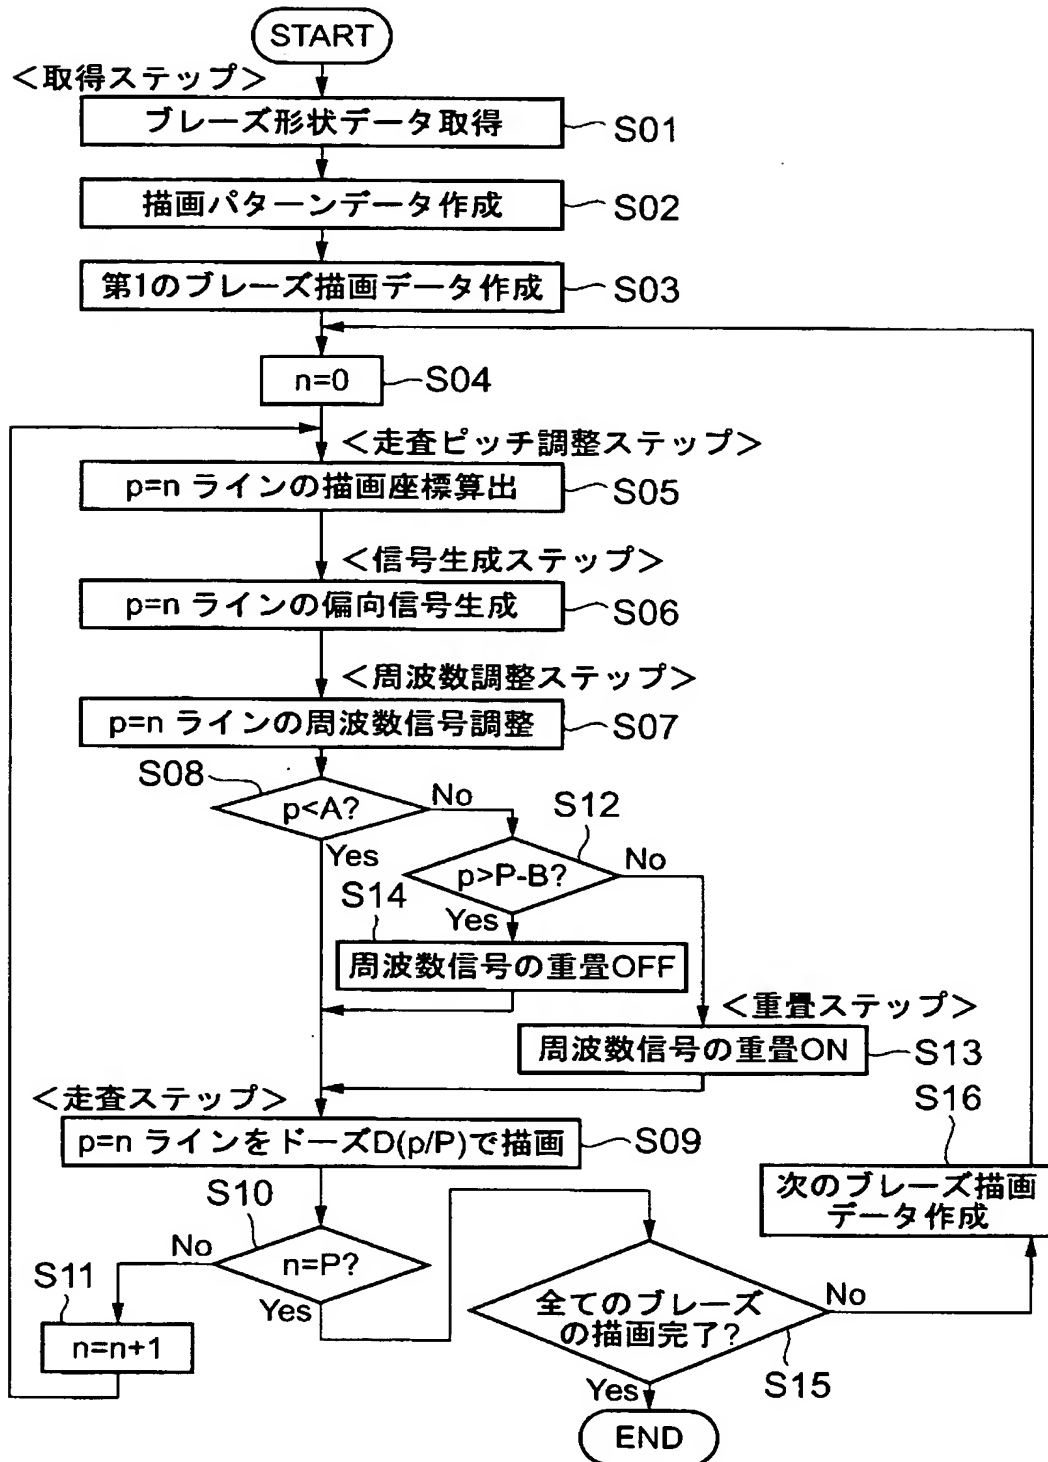 START
＜取得ステップ＞
ブレーズ形状データ取得
S01
描画パターンデータ作成
S02
第1のブレーズ描画データ作成
S03
n=0
S04
＜走査ピッチ調整ステップ＞
p=n ラインの描画座標算出
S05
＜信号生成ステップ＞
p=n ラインの偏向信号生成
S06
＜周波数調整ステップ＞
p=n ラインの周波数信号調整
S07
S08
p<A?
No
Yes
S12
p>P-B?
No
Yes
S14
周波数信号の重畳OFF
＜重畳ステップ＞
周波数信号の重畳ON
S13
＜走査ステップ＞
p=n ラインをドーズD(p/P)で描画
S09
S10
n=P?
No
Yes
S11
n=n+1
全てのブレーズ
の描画完了?
S15
No
Yes
S16
次のブレーズ描画
データ作成
END